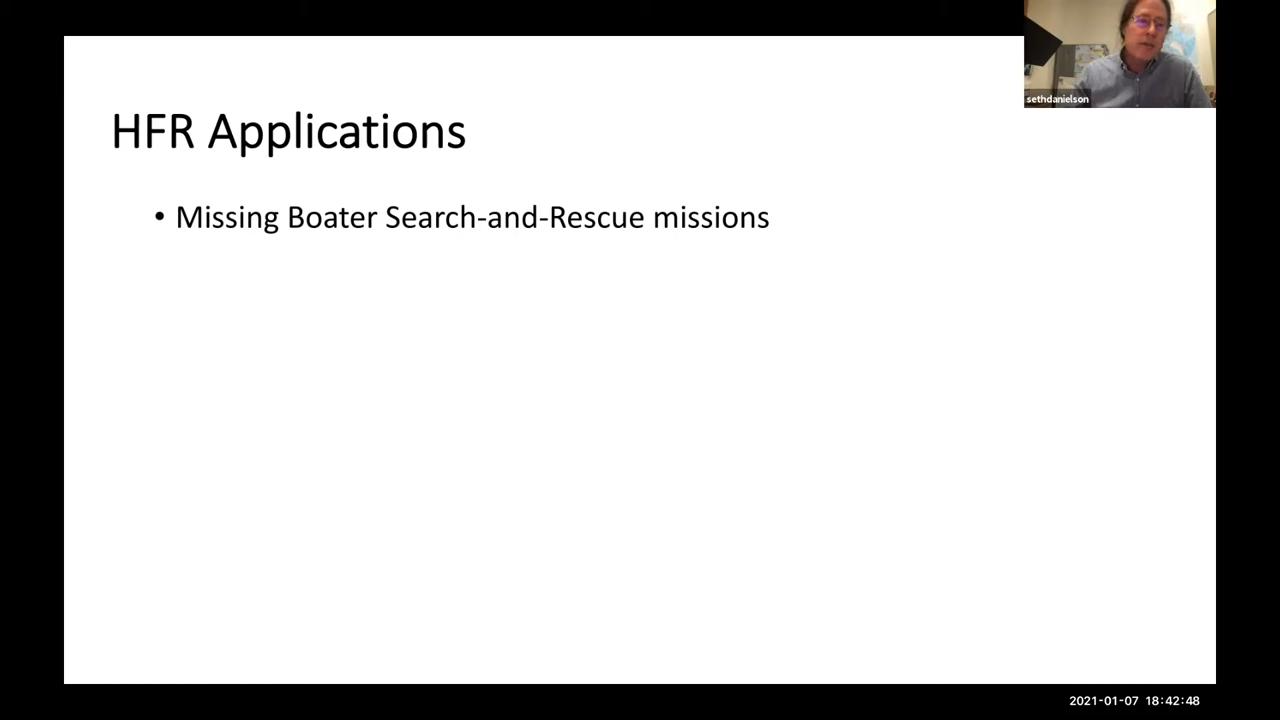 sethdanielson
HFR Applications
• Missing Boater Search-and-Rescue missions
2021-01-07 18:42:48